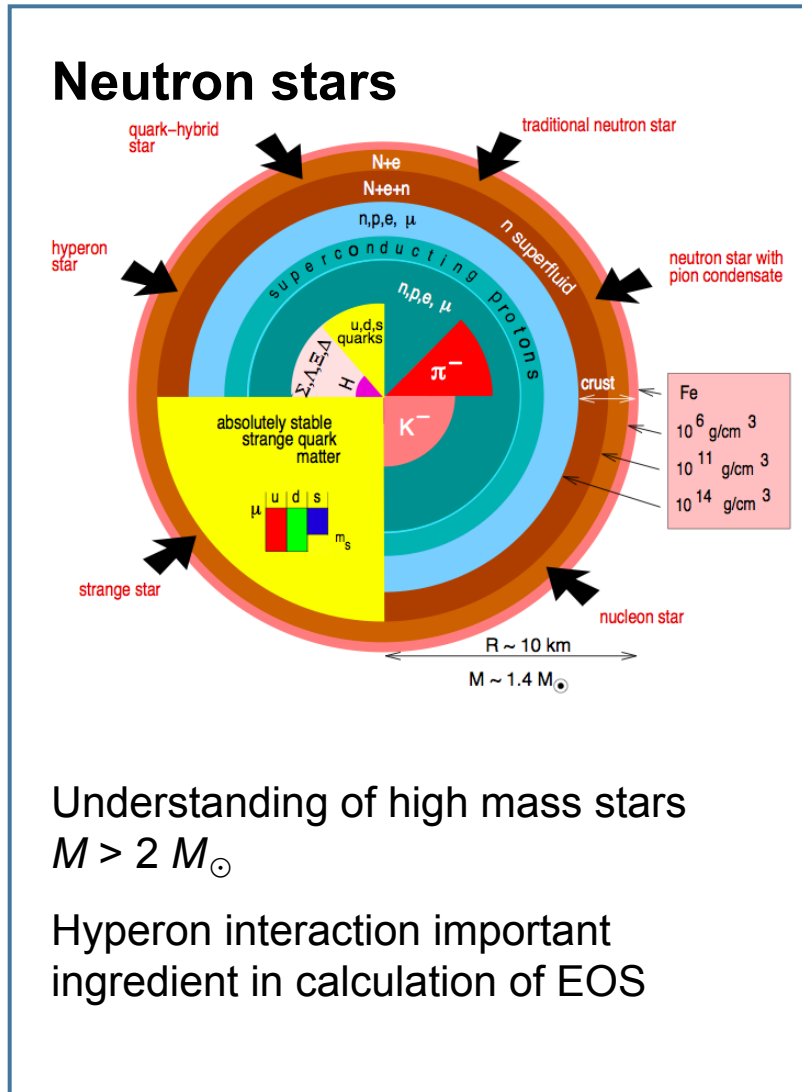 Neutron stars
quark-hybrid
star
traditional neutron star
N+e
N+e+n
n,p,e, μ
n superfluid
hyperon
star
neutron star with
pion condensate
superconducting protons
n,p,e, μ
u,d,s
quarks
Σ,Λ,Ξ,Δ
H
π⁻
K⁻
crust
Fe
10⁶ g/cm³
10¹¹ g/cm³
10¹⁴ g/cm³
absolutely stable
strange quark
matter
u d s
μ
mₛ
strange star
nucleon star
R ~ 10 km
M ~ 1.4 M☉
Understanding of high mass stars
M > 2 M☉
Hyperon interaction important
ingredient in calculation of EOS